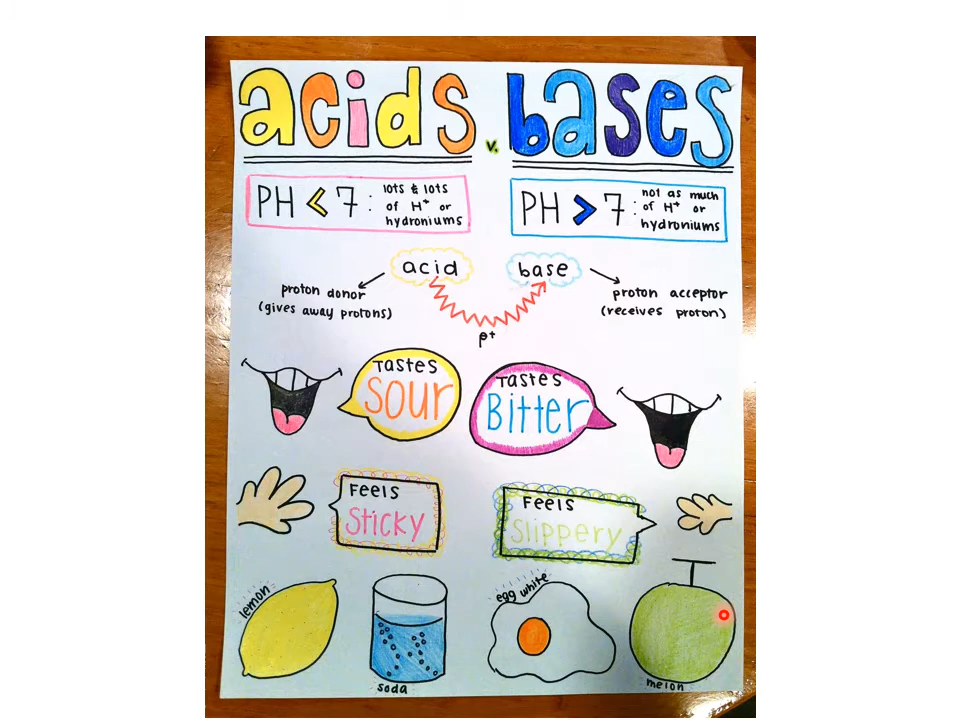 acids v. bases
PH < 7:
lots & lots
of H+ or
hydroniums
PH > 7:
not as much
of H+ or
hydroniums
acid
base
proton donor
(gives away protons)
proton acceptor
(receives proton)
p+
Tastes
Sour
Tastes
Bitter
Feels
Sticky
Feels
Slippery
lemon
soda
egg white
melon